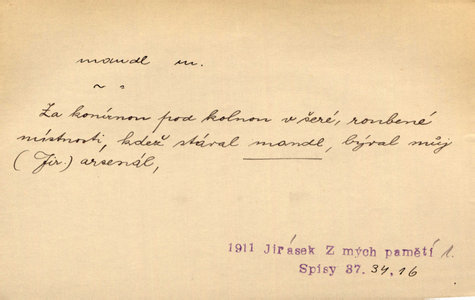 mandl m.
~ „
Za konírnou pod kolnou v šeré, roubené
místnosti, kdež stával mandl, býval můj
(Jir.) arsenál,
1911 Jirásek Z mých pamětí 1.
Spisy 37. 34, 16